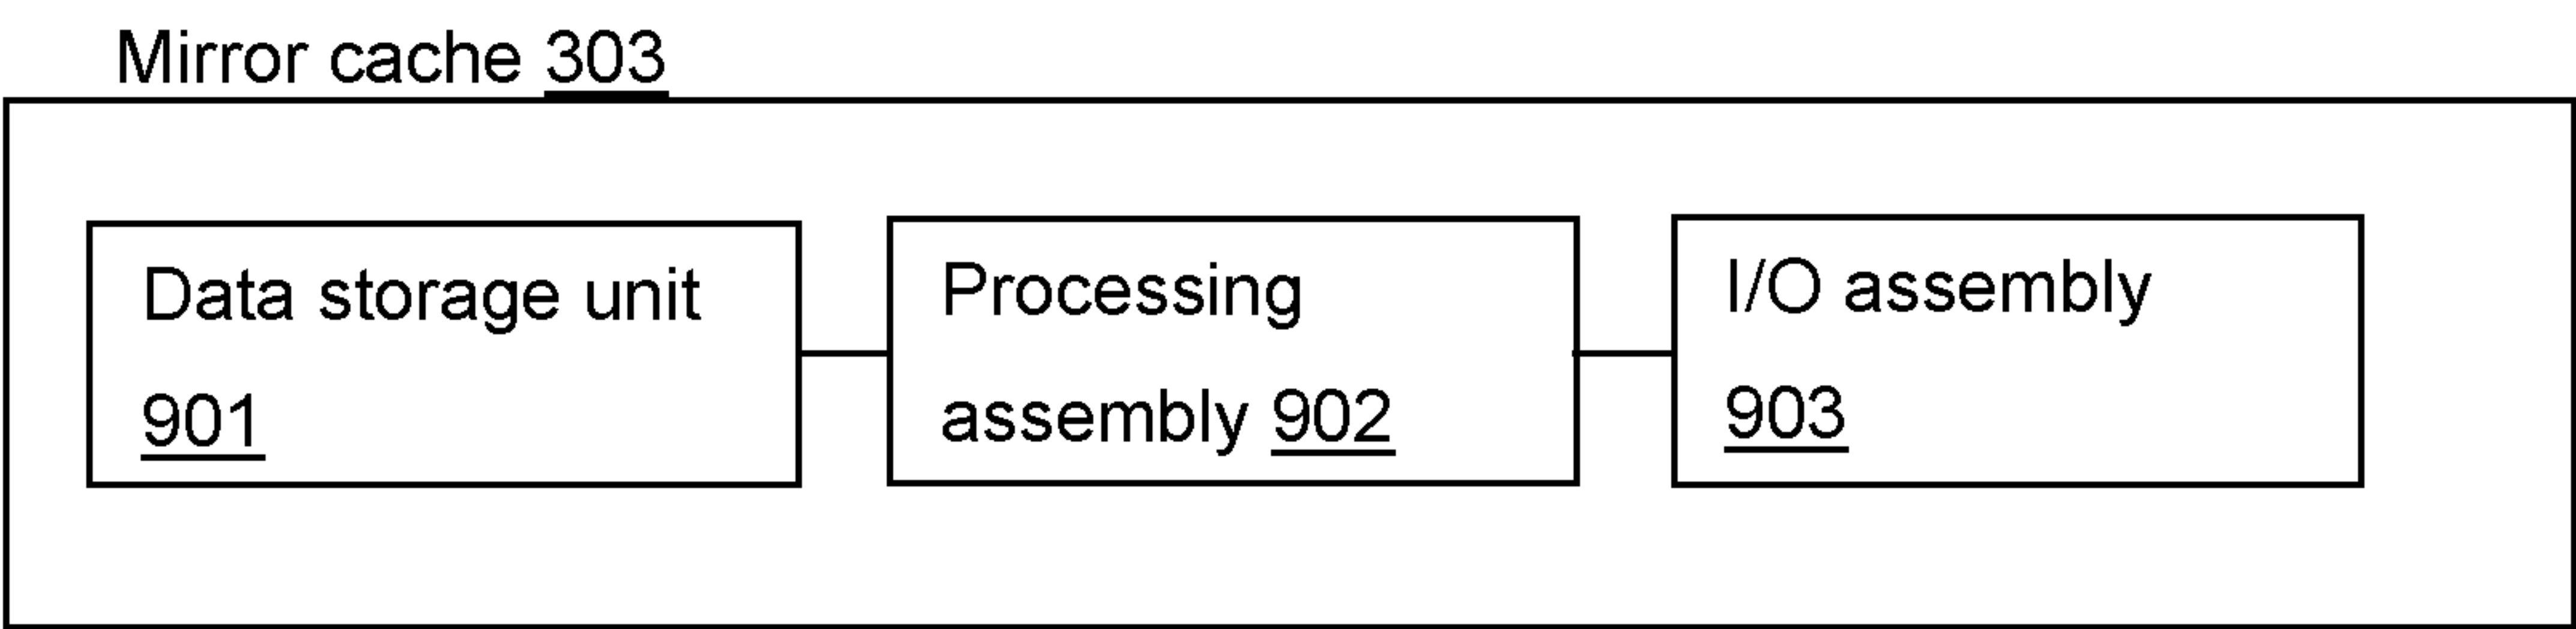 Mirror cache 303
Data storage unit
901
Processing
assembly 902
I/O assembly
903